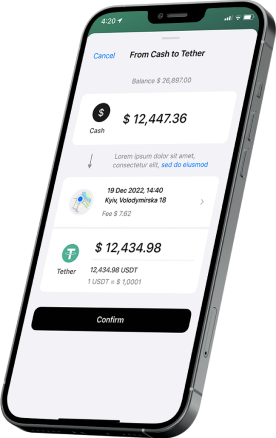 4:20
Cancel
From Cash to Tether
Balance $ 26,897.00
$
Cash
$ 12,447.36
Lorem ipsum dolor sit amet,
consectetur elit, sed do eiusmod
19 Dec 2022, 14:40
Kyiv, Volodymirska 18
Fee $ 7.62
Tether
$ 12,434.98
12,434.98 USDT
1 USDT = $ 1,0001
Confirm